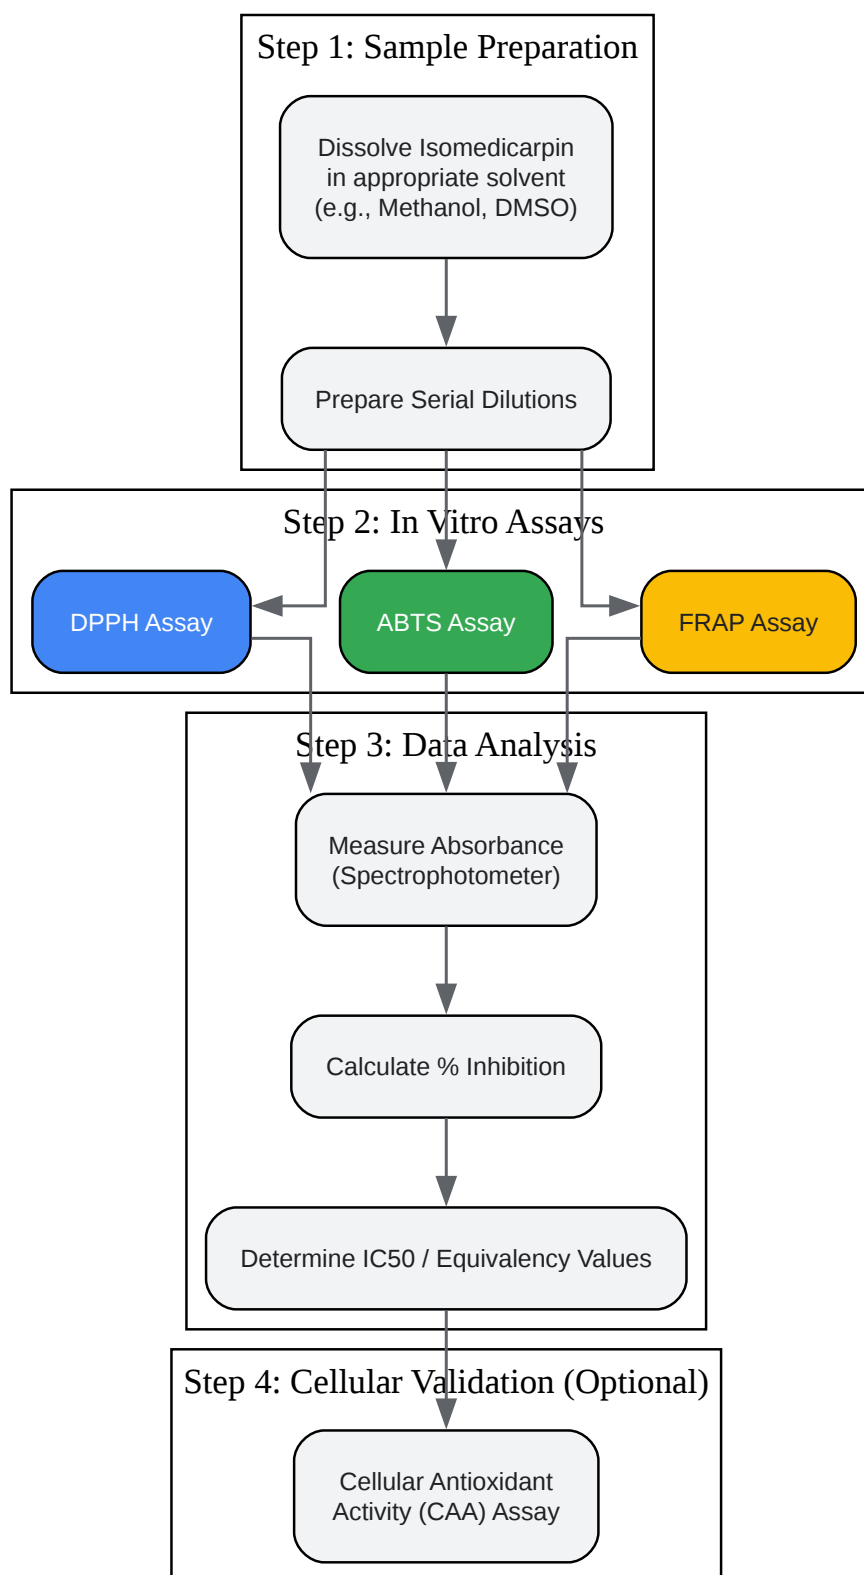 Step 1: Sample Preparation
Dissolve Isomedicarpin
in appropriate solvent
(e.g., Methanol, DMSO)
Prepare Serial Dilutions
Step 2: In Vitro Assays
DPPH Assay
ABTS Assay
FRAP Assay
Step 3: Data Analysis
Measure Absorbance
(Spectrophotometer)
Calculate % Inhibition
Determine IC50 / Equivalency Values
Step 4: Cellular Validation (Optional)
Cellular Antioxidant
Activity (CAA) Assay